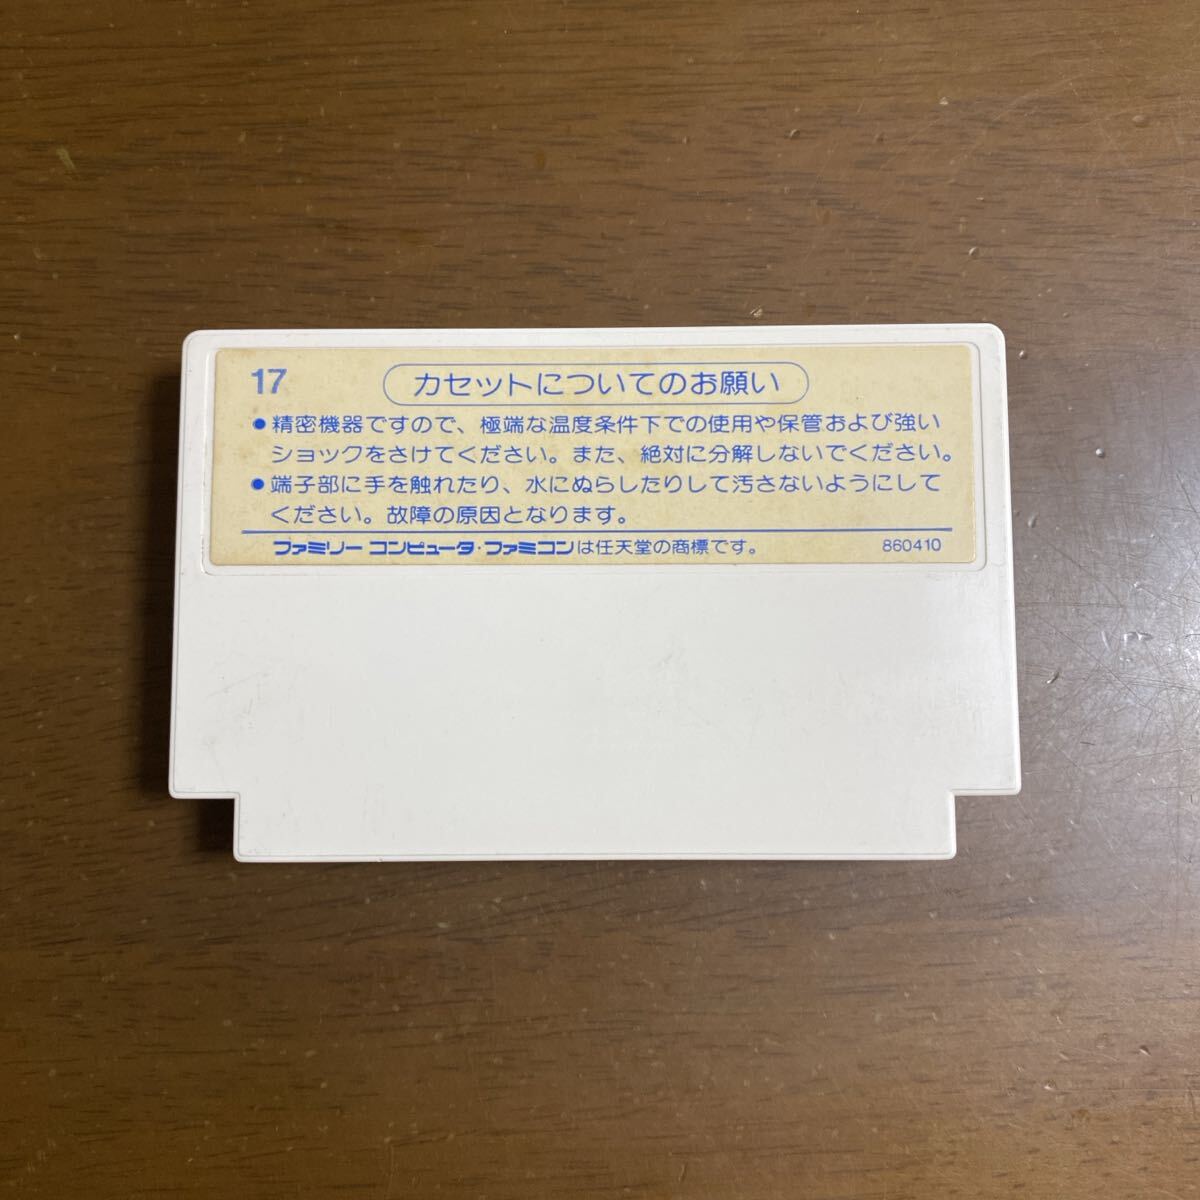 17
カセットについてのお願い
●精密機器ですので、極端な温度条件下での使用や保管および強い
ショックをさけてください。また、絶対に分解しないでください。
●端子部に手を触れたり、水にぬらしたりして汚さないようにして
ください。故障の原因となります。
ファミリー コンピュータ・ファミコンは任天堂の商標です。 860410